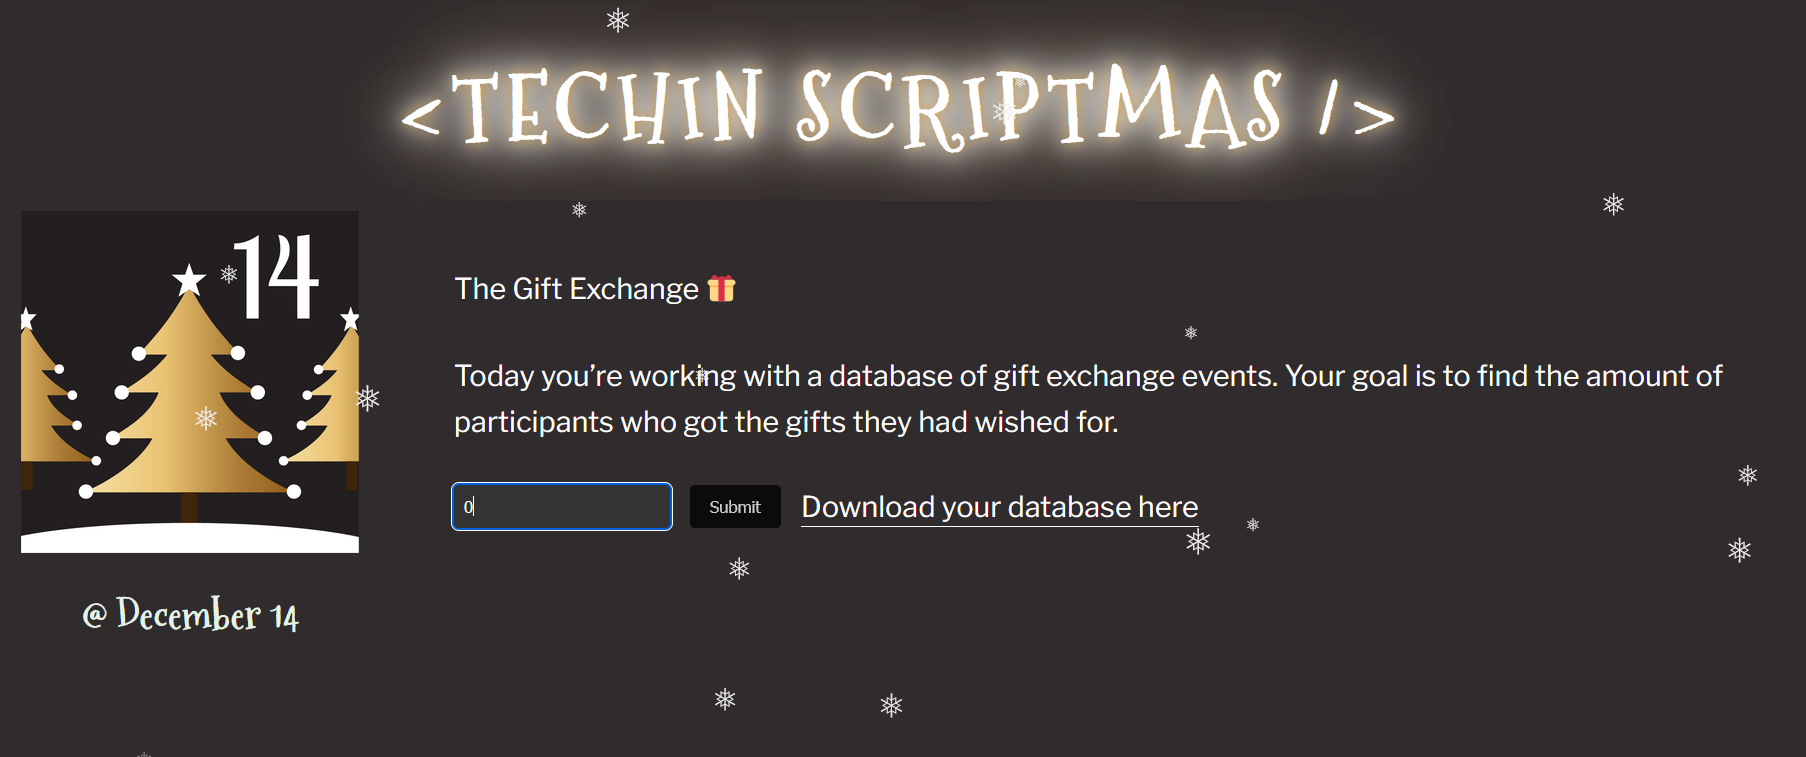 <TECHIN SCRIPTMAS />
14
@ December 14
The Gift Exchange 🎁
Today you’re working with a database of gift exchange events. Your goal is to find the amount of
participants who got the gifts they had wished for.
0
Submit
Download your database here